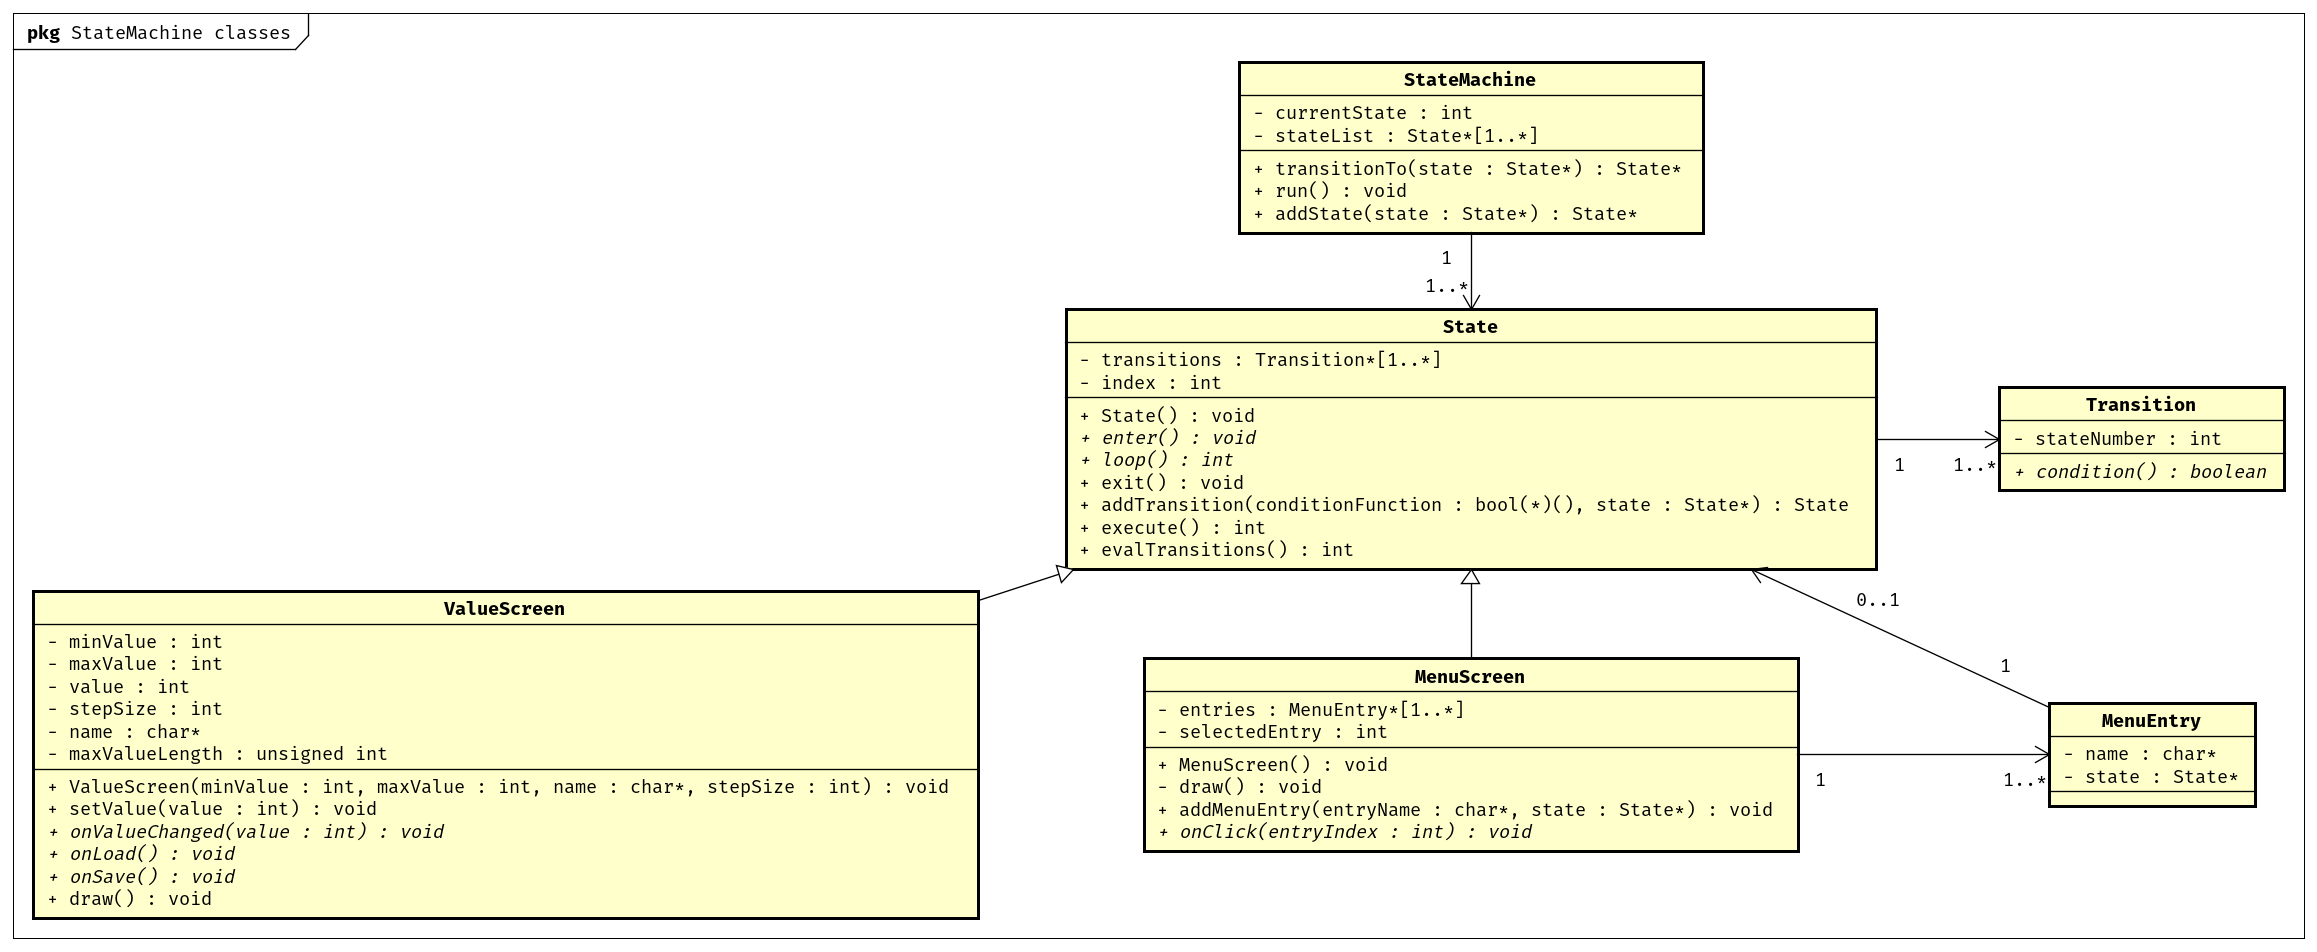 pkg StateMachine classes
StateMachine
- currentState : int
- stateList : State*[1..*]
+ transitionTo(state : State*) : State*
+ run() : void
+ addState(state : State*) : State*
1
1..*
State
- transitions : Transition*[1..*]
- index : int
+ State() : void
+ enter() : void
+ loop() : int
+ exit() : void
+ addTransition(conditionFunction : bool(*)(), state : State*) : State
+ execute() : int
+ evalTransitions() : int
1
1..*
Transition
- stateNumber : int
+ condition() : boolean
ValueScreen
- minValue : int
- maxValue : int
- value : int
- stepSize : int
- name : char*
- maxValueLength : unsigned int
+ ValueScreen(minValue : int, maxValue : int, name : char*, stepSize : int) : void
+ setValue(value : int) : void
+ onValueChanged(value : int) : void
+ onLoad() : void
+ onSave() : void
+ draw() : void
MenuScreen
- entries : MenuEntry*[1..*]
- selectedEntry : int
+ MenuScreen() : void
- draw() : void
+ addMenuEntry(entryName : char*, state : State*) : void
+ onClick(entryIndex : int) : void
0..1
1
1
1..*
MenuEntry
- name : char*
- state : State*